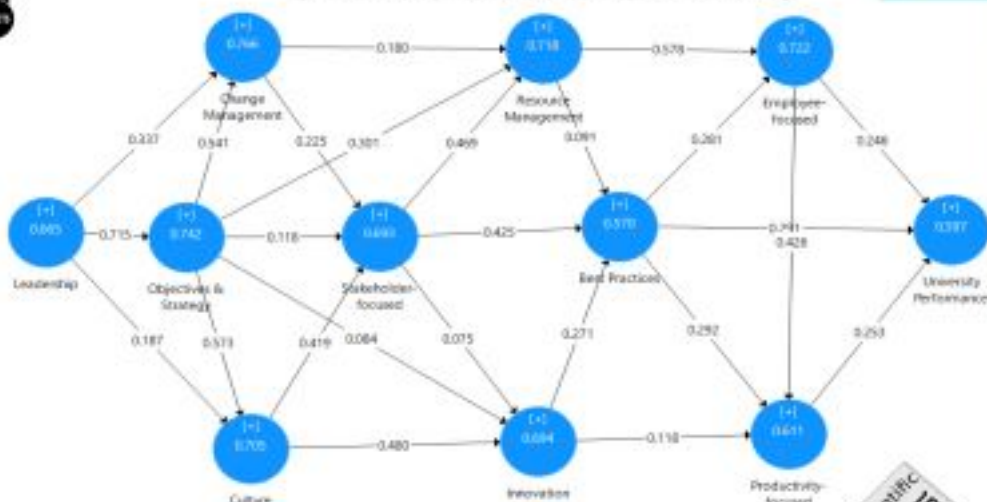 [+]
0.766
Change
Management
[+]
0.718
Resource
Management
[+]
0.722
Employee-
focused
0.180
0.578
0.337
0.541
0.225
0.301
0.469
0.091
0.281
0.248
[+]
0.865
Leadership
0.715
[+]
0.742
Objectives &
Strategy
0.118
[+]
0.693
Stakeholder-
focused
0.425
[+]
0.570
Best Practices
0.428
[+]
0.597
University
Performance
0.187
0.573
0.419
0.084
0.075
0.271
0.292
0.253
[+]
0.705
Culture
0.480
[+]
0.694
Innovation
0.118
[+]
0.611
Productivity-